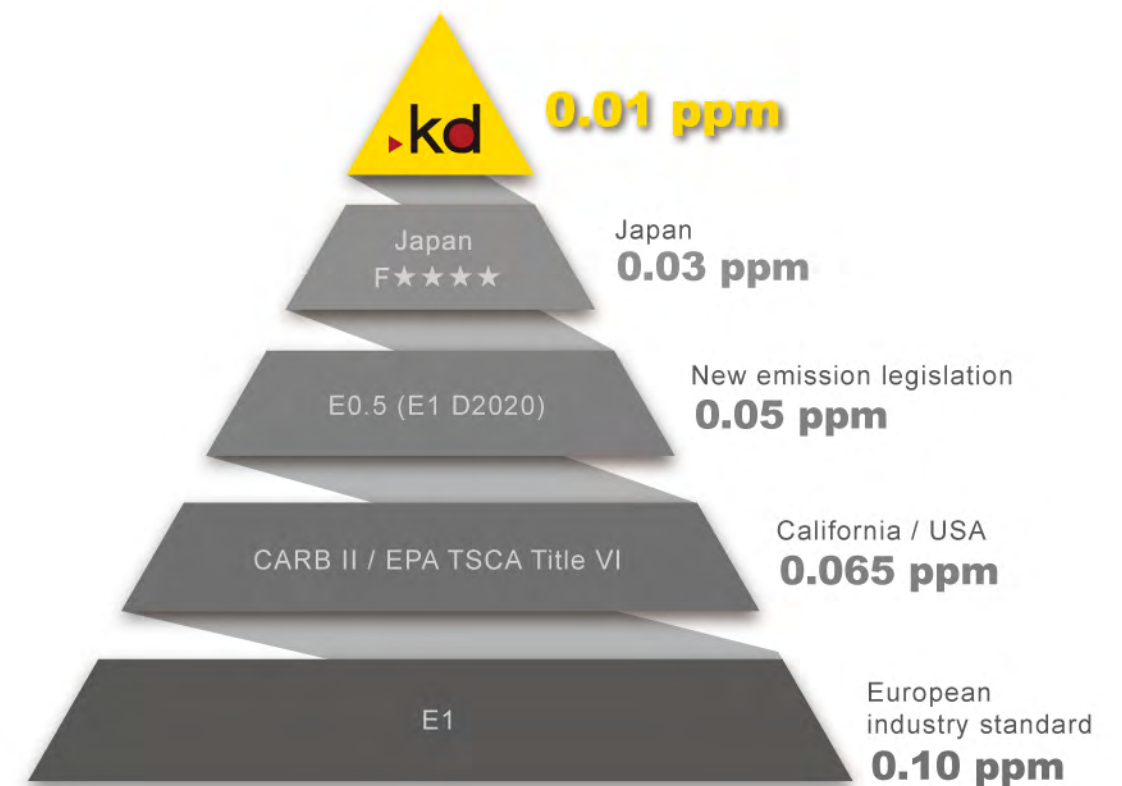 kd
0.01 ppm
Japan
F★★★★
Japan
0.03 ppm
E0.5 (E1 D2020)
New emission legislation
0.05 ppm
CARB II / EPA TSCA Title VI
California / USA
0.065 ppm
E1
European
industry standard
0.10 ppm